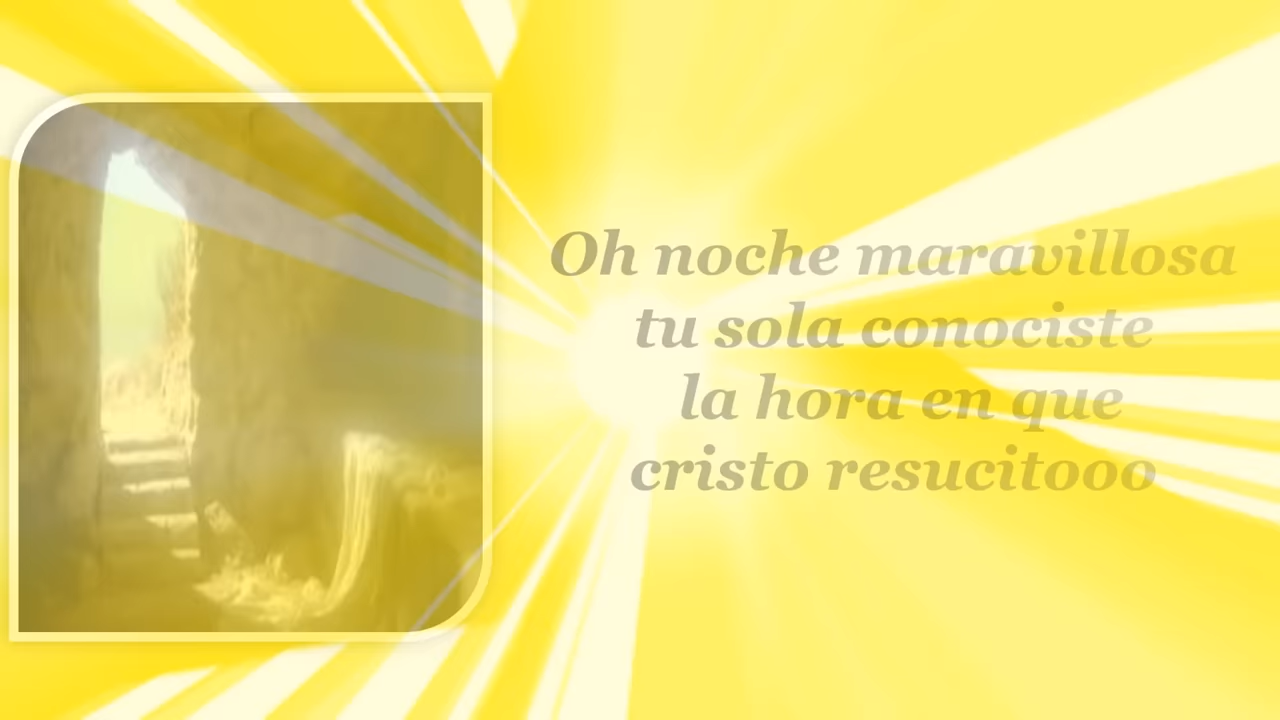 Oh noche maravillosa
tu sola conociste
la hora en que
cristo resucitooo